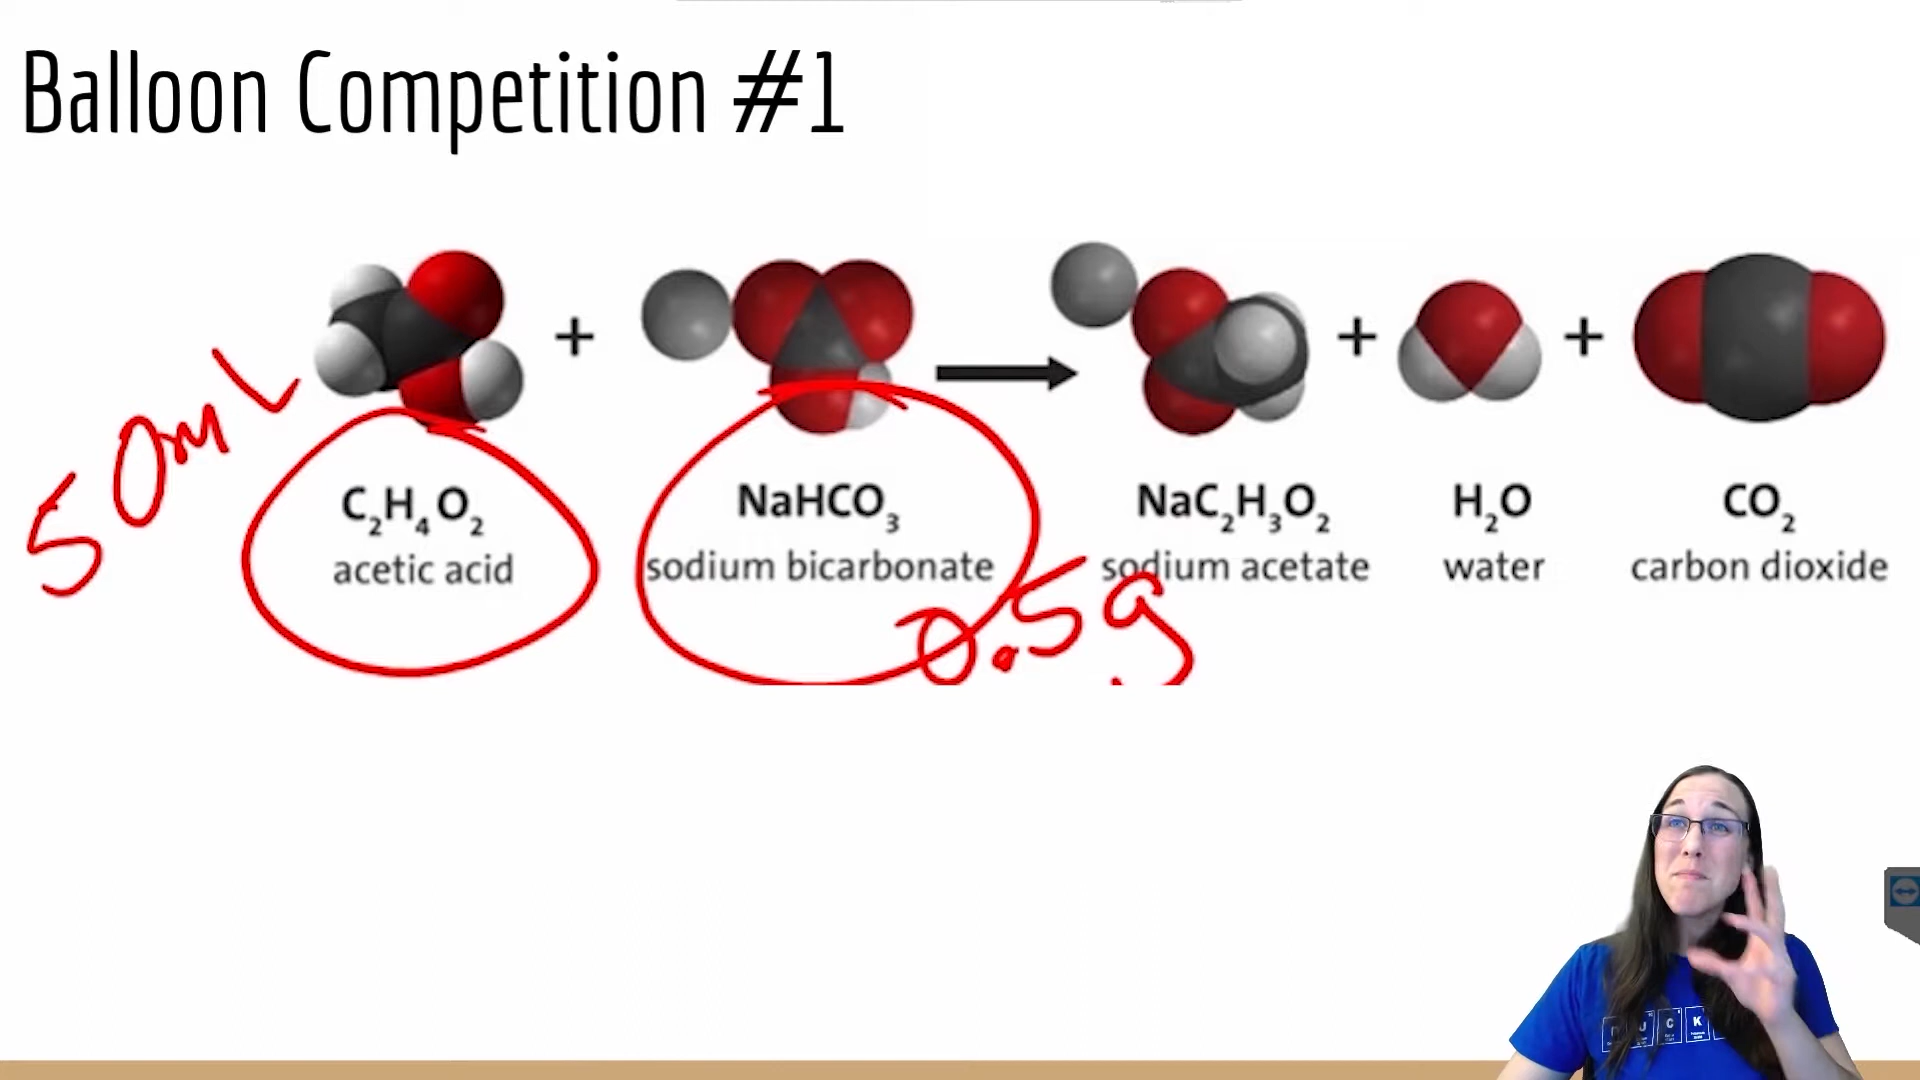 Balloon Competition #1
50mL
+ + +
C₂H₄O₂ NaHCO₃ NaC₂H₃O₂ H₂O CO₂
acetic acid sodium bicarbonate sodium acetate water carbon dioxide
0.5g
U C K